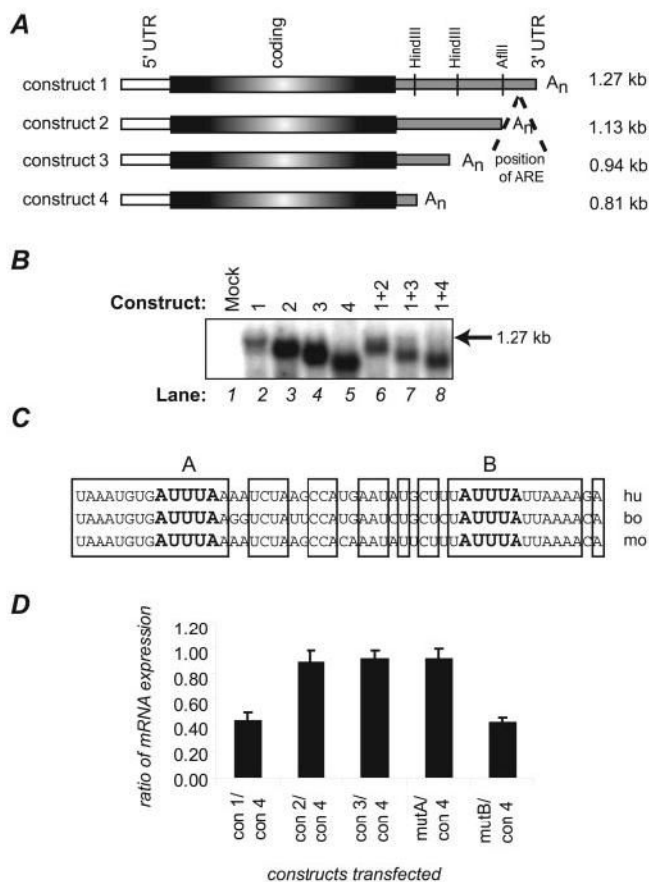 A
5' UTR
coding
HindIII
HindIII
AflII
3' UTR
construct 1
An
1.27 kb
construct 2
An
1.13 kb
construct 3
An
position
of ARE
0.94 kb
construct 4
An
0.81 kb
B
Construct: Mock 1 2 3 4 1+2 1+3 1+4
1.27 kb
Lane: 1 2 3 4 5 6 7 8
C
A B
UAAAUGUGAUUUAAAAUCUAAGCCAUGAAUAUGCUUUAUUUAUUAAAAGA hu
UAAAUGUGAUUUAAGGUCUAUUCCAUGAAUCUGCUCUAUUUAUUAAAACA bo
UAAAUGUGAUUUAAAAUCUAAGCCACAAAUAUUCUUUAUUUAUUAAAACA mo
D
ratio of mRNA expression
1.20
1.00
0.80
0.60
0.40
0.20
0.00
con 1/
con 4
con 2/
con 4
con 3/
con 4
mutA/
con 4
mutB/
con 4
constructs transfected